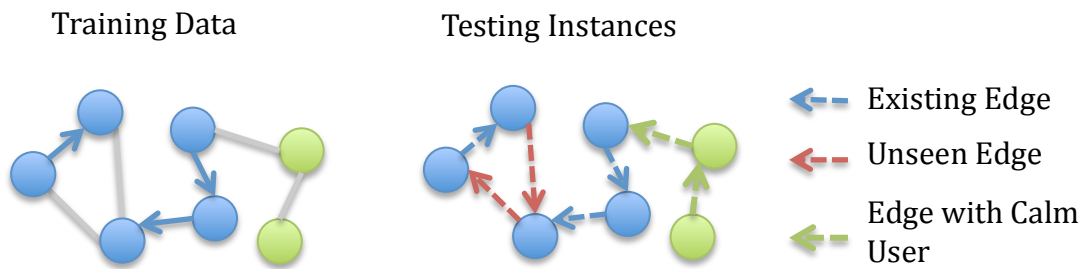 Training Data
Testing Instances
Existing Edge
Unseen Edge
Edge with Calm
User